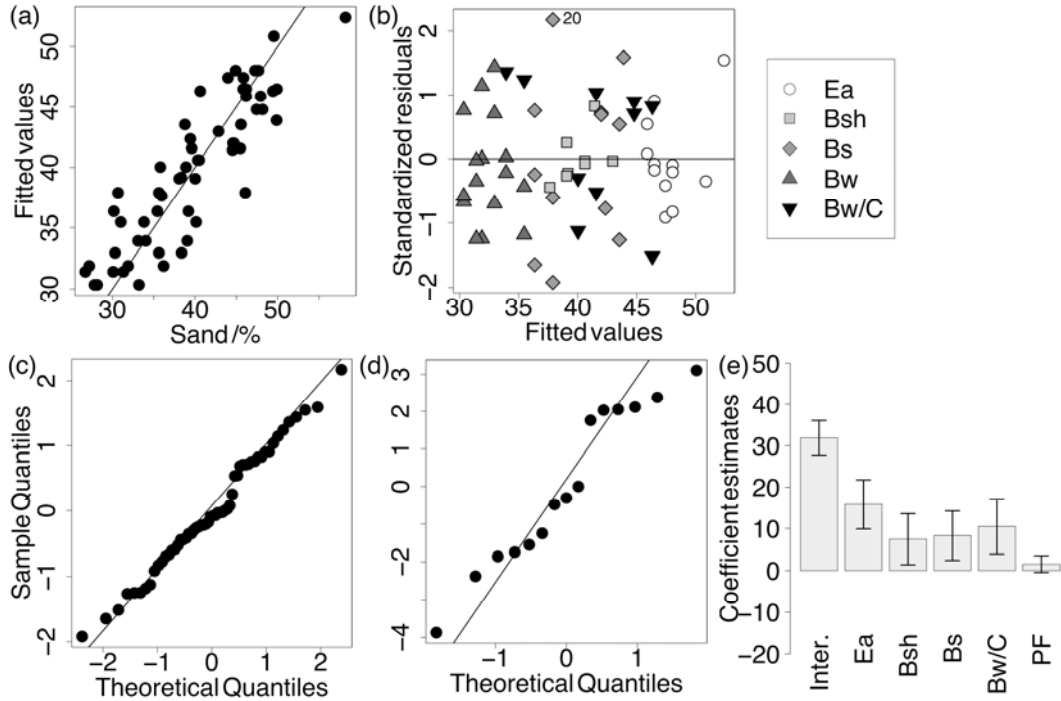 (a)
50
45
40
35
30
Fitted values
30
40
50
Sand /%
(b)
20
2
1
0
−1
−2
Standardized residuals
30
35
40
45
50
Fitted values
Ea
Bsh
Bs
Bw
Bw/C
(c)
2
1
0
−1
−2
Sample Quantiles
−2
−1
0
1
2
Theoretical Quantiles
(d)
3
2
0
−2
−4
−1
0
1
Theoretical Quantiles
(e)
50
40
30
20
10
0
−10
−20
Coefficient estimates
Inter.
Ea
Bsh
Bs
Bw/C
PF